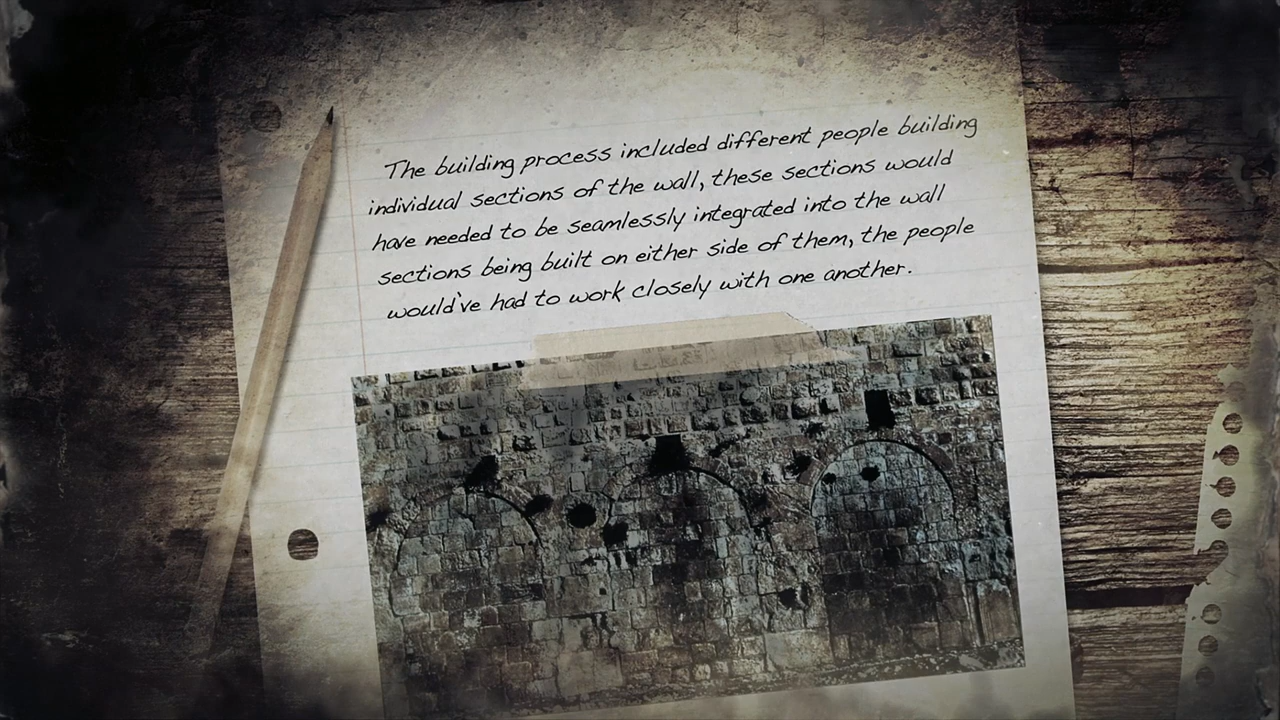 The building process included different people building
individual sections of the wall, these sections would
have needed to be seamlessly integrated into the wall
sections being built on either side of them, the people
would've had to work closely with one another.